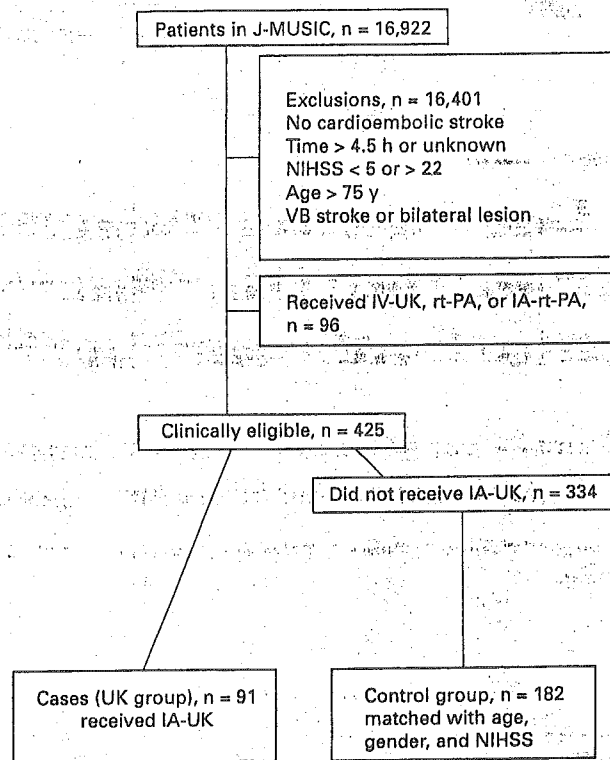 Patients in J-MUSIC, n = 16,922
Exclusions, n = 16,401
No cardioembolic stroke
Time > 4.5 h or unknown
NIHSS < 5 or > 22
Age > 75 y
VB stroke or bilateral lesion
Received IV-UK, rt-PA, or IA-rt-PA,
n = 96
Clinically eligible, n = 425
Did not receive IA-UK, n = 334
Cases (UK group), n = 91
received IA-UK
Control group, n = 182
matched with age,
gender, and NIHSS